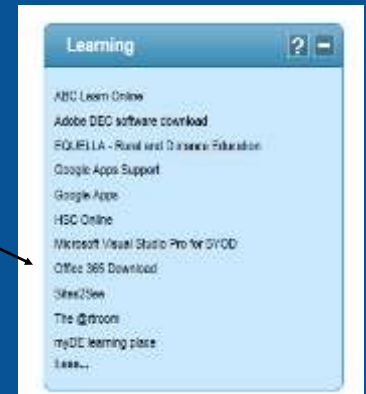 Learning ? -
ABC Learn Online
Adobe DEC software download
EQUELLA - Rural and Distance Education
Google Apps Support
Google Apps
HSC Online
Microsoft Visual Studio Pro for BYOD
Office 365 Download
Sites2See
The @rtroom
myDE learning place
Less...